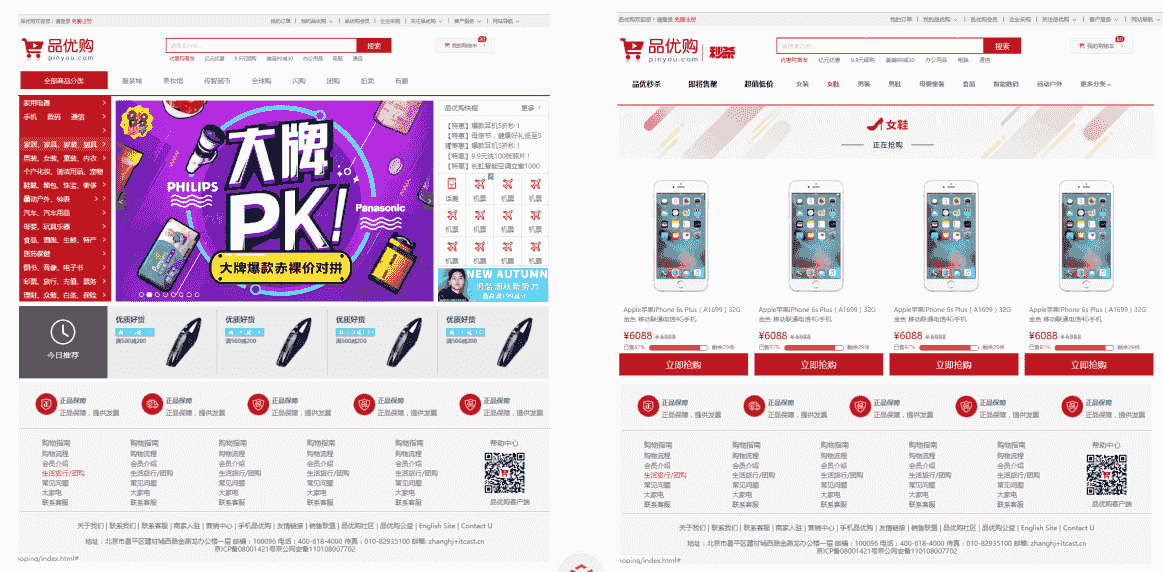 品优购欢迎您！请登录 免费注册
我的订单 | 我的品优购 | 品优购会员 | 企业采购 | 关注品优购 | 客户服务 | 网站导航
品优购
pinyou.com
搜索
我的购物车
优惠购首发 亿元优惠 9.9元团购 每满99减30 办公用品 电脑 通信
全部商品分类
服装城 美妆馆 传智超市 全球购 闪购 团购 拍卖 有趣
家用电器
手机 数码 通信
家居、家具、家装、厨具
男装、女装、童装、内衣
个户化妆、清洁用品、宠物
鞋靴、箱包、珠宝、奢侈
运动户外、钟表
汽车、汽车用品
母婴、玩具乐器
食品、酒类、生鲜、特产
医药保健
图书、音像、电子书
彩票、旅行、充值、票务
理财、众筹、白条、保险
大牌
PK!
PHILIPS
Panasonic
大牌爆款赤裸价对拼
品优购快报
更多
【特惠】爆款耳机5折秒！
【特惠】母亲节，健康好礼低至5
【特惠】爆款耳机5折秒！
【特惠】9.9元洗100张照片！
【特惠】长虹智能空调立省1000
话费 机票 机票 机票
机票 机票 机票 机票
机票 机票 机票 机票
NEW AUTUMN
男装潮秋新势力
今日推荐
优质好货 优质好货 优质好货 优质好货
满500减200 满500减200 满500减200 满500减200
正品保障 正品保障 正品保障 正品保障 正品保障
正品保障，提供发票 正品保障，提供发票 正品保障，提供发票 正品保障，提供发票 正品保障，提供发票
购物指南 购物指南 购物指南 购物指南 购物指南 帮助中心
购物流程 购物流程 购物流程 购物流程 购物流程
会员介绍 会员介绍 会员介绍 会员介绍 会员介绍
生活旅行/团购 生活旅行/团购 生活旅行/团购 生活旅行/团购 生活旅行/团购
常见问题 常见问题 常见问题 常见问题 常见问题
大家电 大家电 大家电 大家电 大家电
联系客服 联系客服 联系客服 联系客服 联系客服 品优购客户端
关于我们 | 联系我们 | 联系客服 | 商家入驻 | 营销中心 | 手机品优购 | 友情链接 | 销售联盟 | 品优购社区 | 品优购公益 | English Site | Contact U
地址：北京市昌平区建材城西路金燕龙办公楼一层 邮编：100096 电话：400-618-4000 传真：010-82935100 邮箱: zhanghj+itcast.cn
京ICP备08001421号京公网安备110108007702
oping/index.html#
品优购欢迎您！请登录 免费注册
我的订单 | 我的品优购 | 品优购会员 | 企业采购 | 关注品优购 | 客户服务 | 网站导航
品优购
pinyou.com
秒杀
搜索
我的购物车
优惠购首发 亿元优惠 9.9元团购 每满99减30 办公用品 电脑 通信
品优秒杀 即将售罄 超值低价 女装 女鞋 男装 男鞋 母婴童装 食品 智能数码 运动户外 更多分类
女鞋
正在抢购
Apple苹果iPhone 6s Plus（A1699）32G Apple苹果iPhone 6s Plus（A1699）32G Apple苹果iPhone 6s Plus（A1699）32G Apple苹果iPhone 6s Plus（A1699）32G
金色 移动联通电信4G手机 金色 移动联通电信4G手机 金色 移动联通电信4G手机 金色 移动联通电信4G手机
¥6088 ¥6988 ¥6088 ¥6988 ¥6088 ¥6988 ¥6088 ¥6988
已售87% 剩余29件 已售87% 剩余29件 已售87% 剩余29件 已售87% 剩余29件
立即抢购 立即抢购 立即抢购 立即抢购
正品保障 正品保障 正品保障 正品保障 正品保障
正品保障，提供发票 正品保障，提供发票 正品保障，提供发票 正品保障，提供发票 正品保障，提供发票
购物指南 购物指南 购物指南 购物指南 购物指南 帮助中心
购物流程 购物流程 购物流程 购物流程 购物流程
会员介绍 会员介绍 会员介绍 会员介绍 会员介绍
生活旅行/团购 生活旅行/团购 生活旅行/团购 生活旅行/团购 生活旅行/团购
常见问题 常见问题 常见问题 常见问题 常见问题
大家电 大家电 大家电 大家电 大家电
联系客服 联系客服 联系客服 联系客服 联系客服 品优购客户端
关于我们 | 联系我们 | 联系客服 | 商家入驻 | 营销中心 | 手机品优购 | 友情链接 | 销售联盟 | 品优购社区 | 品优购公益 | English Site | Contact U
地址：北京市昌平区建材城西路金燕龙办公楼一层 邮编：100096 电话：400-618-4000 传真：010-82935100 邮箱: zhanghj+itcast.cn
京ICP备08001421号京公网安备110108007702
oping/index.html#